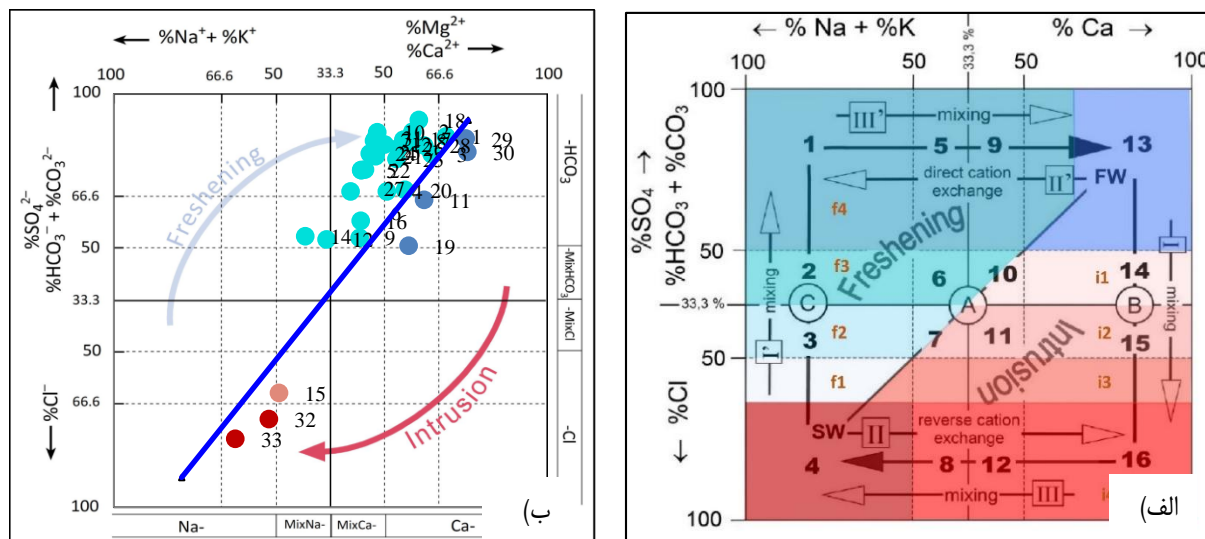 ← %Na⁺+ %K⁺
%Mg²⁺
%Ca²⁺ →
100 66.6 50 33.3 50 66.6 100
100
66.6
50
33.3
50
66.6
100
%SO₄²⁻
%HCO₃⁻ + %CO₃²⁻
%Cl⁻
Freshening
Intrusion
18
10
1
29
28
3
30
22
27
20
11
16
9
14
19
15
32
33
-HCO₃
-MixHCO₃
-MixCl
-Cl
Na-
MixNa-
MixCa-
Ca-
ب)
← % Na + %K
33,3 %
% Ca →
100 50 50 100
100
50
33,3 %
50
100
%SO₄ →
%HCO₃ + %CO₃
← %Cl
III' mixing
1 5 9 13
direct cation
exchange
II'
FW
f4
Freshening
mixing
I'
I
mixing
f3
2 6 10 14
i1
C A B
3 7 11 15
f2
i2
Intrusion
f1
i3
SW
II
reverse cation
exchange
4 8 12 16
mixing
III
الف)